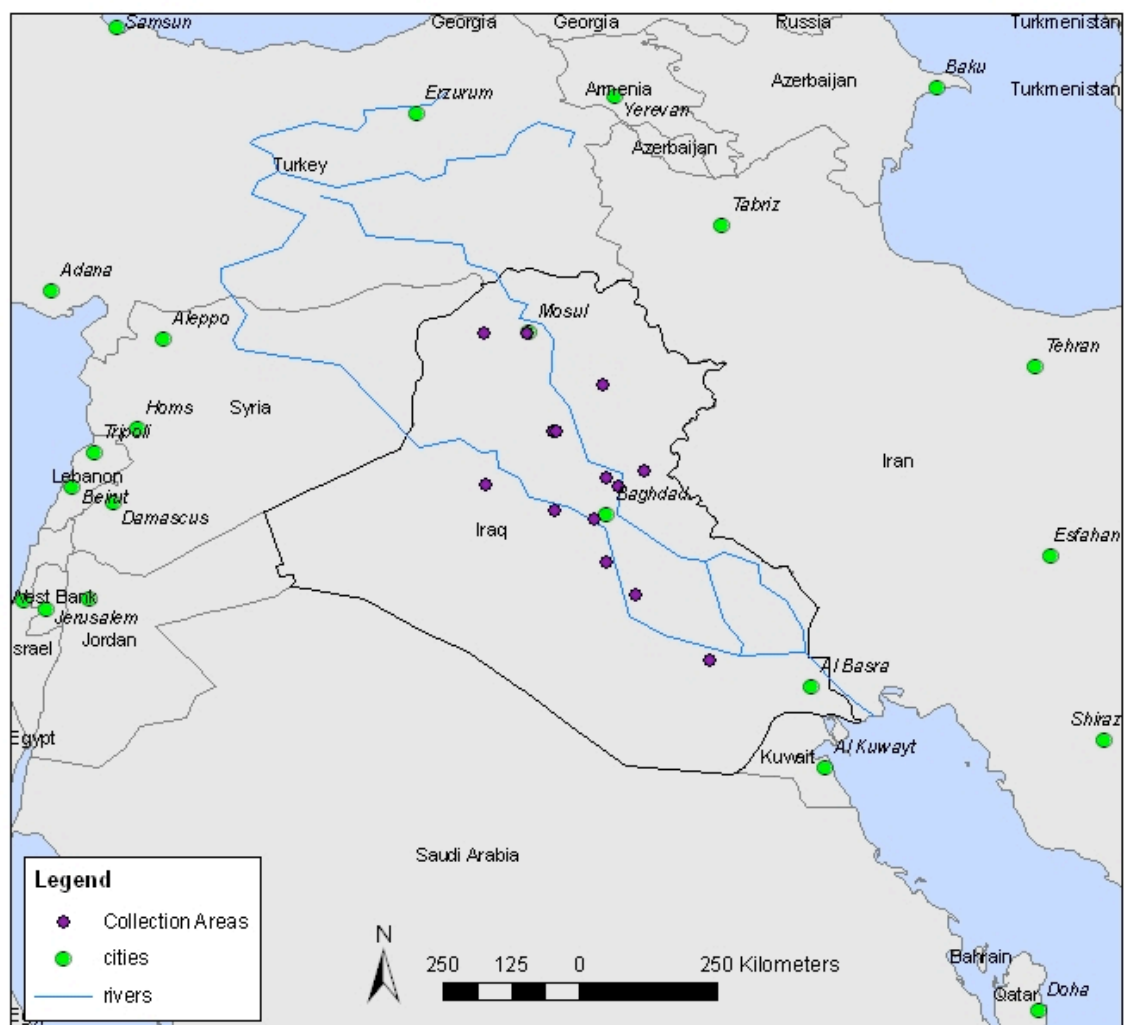 Samsun
Georgia
Georgia
Russia
Turkmenistan
Baku
Turkmenistan
Azerbaijan
Armenia
Yerevan
Erzurum
Azerbaijan
Turkey
Tabriz
Adana
Mosul
Aleppo
Tehran
Homs
Syria
Tripoli
Iran
Lebanon
Beirut
Baghdad
Damascus
Iraq
Esfahan
West Bank
Jerusalem
Jordan
srael
Al Basra
Shiraz
Egypt
Al Kuwayt
Kuwait
Saudi Arabia
Legend
Collection Areas
cities
rivers
N
250 125 0 250 Kilometers
Bahrain
Qatar
Doha